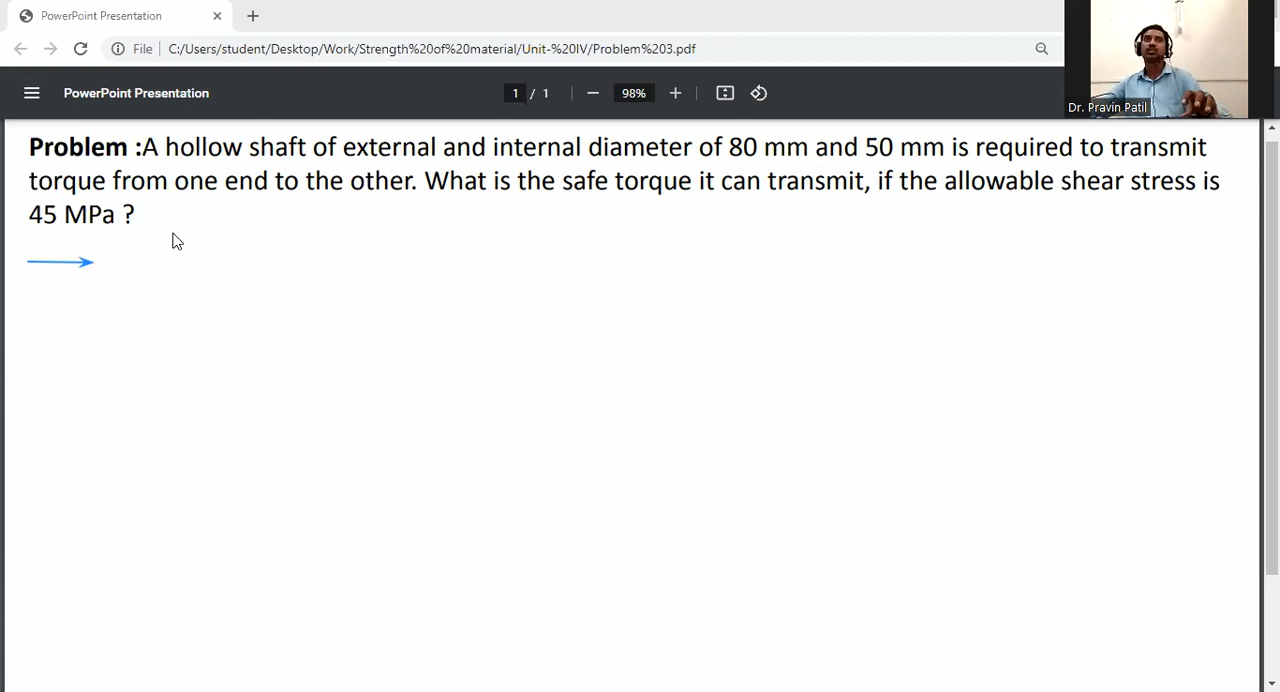 PowerPoint Presentation
File
C:/Users/student/Desktop/Work/Strength%20of%20material/Unit-%20IV/Problem%203.pdf
PowerPoint Presentation
1 / 1
98%
Dr. Pravin Patil
Problem :A hollow shaft of external and internal diameter of 80 mm and 50 mm is required to transmit
torque from one end to the other. What is the safe torque it can transmit, if the allowable shear stress is
45 MPa ?